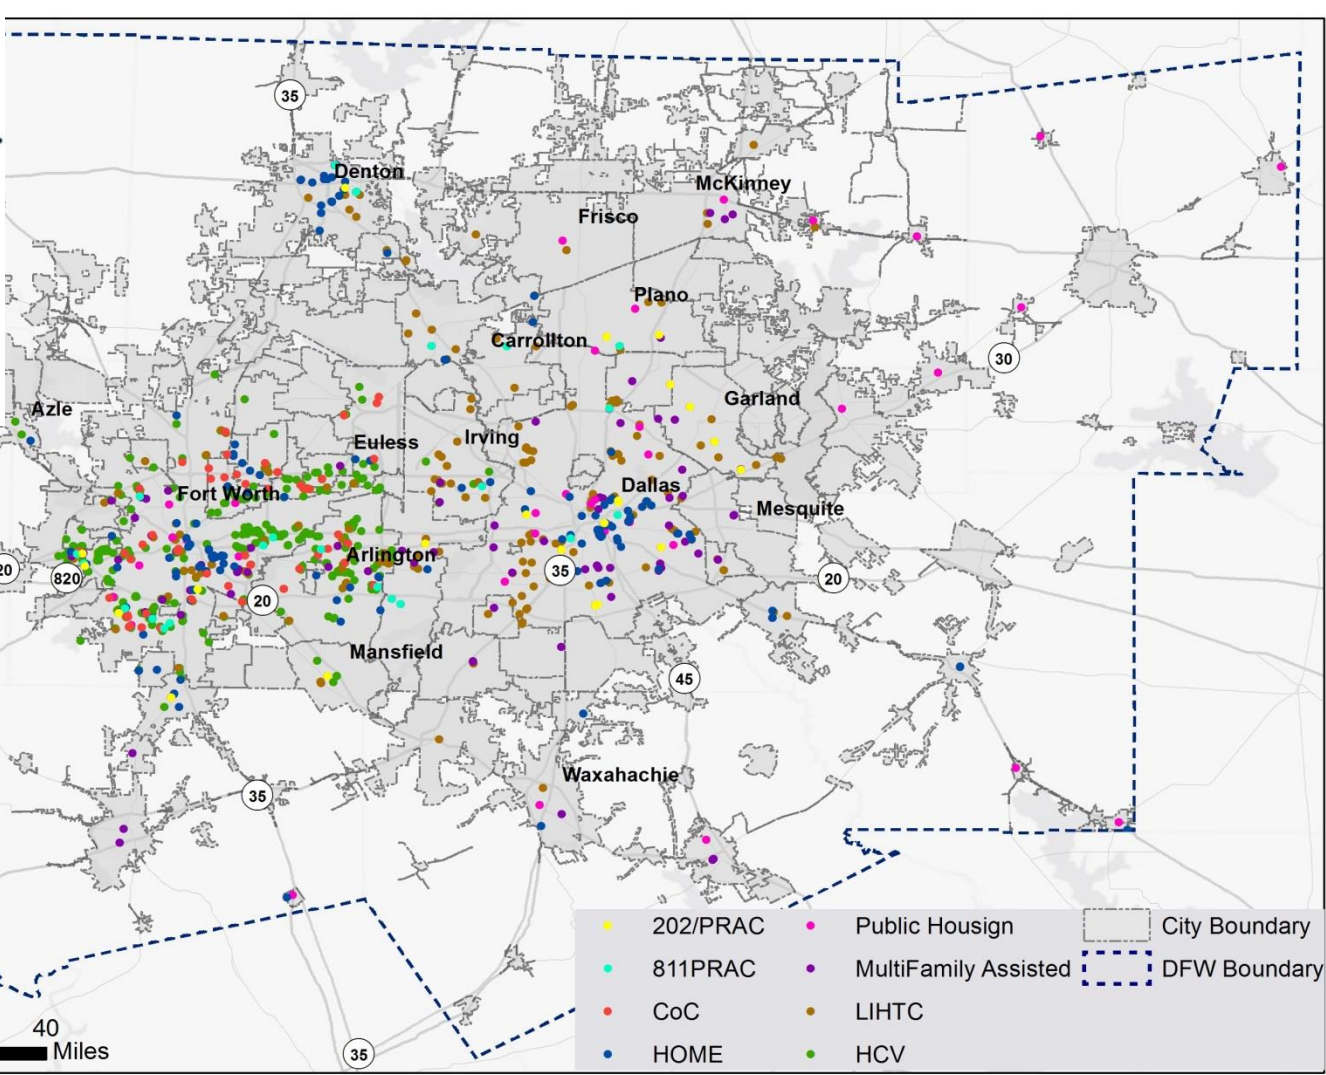 35
Denton
McKinney
Frisco
Plano
Carrollton
30
Azle
Garland
Euless
Irving
Fort Worth
Dallas
Mesquite
Arlington
20
820
35
20
20
Mansfield
45
Waxahachie
35
202/PRAC
Public Housign
City Boundary
811PRAC
MultiFamily Assisted
DFW Boundary
CoC
LIHTC
40
Miles
HOME
HCV
35